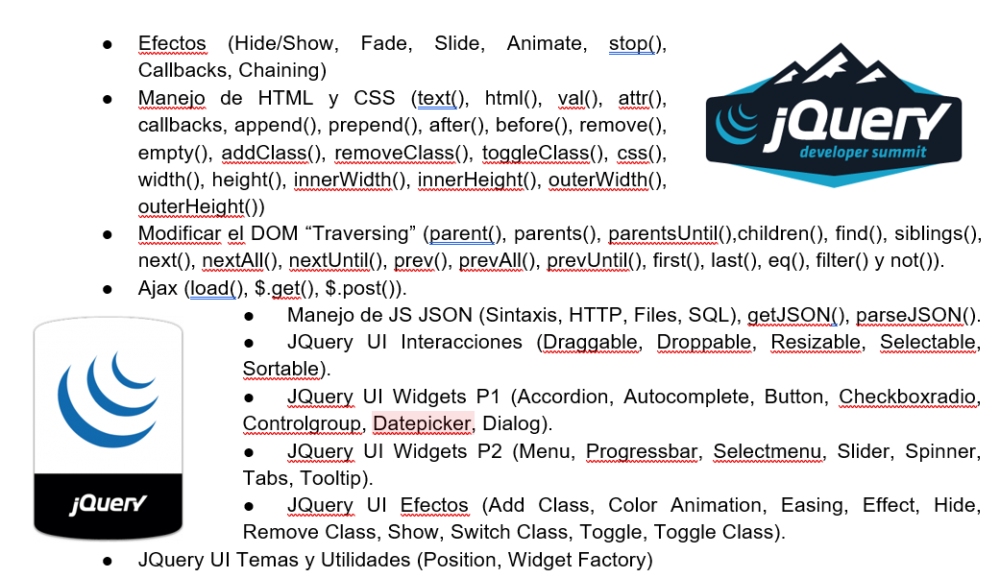 ● Efectos (Hide/Show, Fade, Slide, Animate, stop(),
Callbacks, Chaining)
● Manejo de HTML y CSS (text(), html(), val(), attr(),
callbacks, append(), prepend(), after(), before(), remove(),
empty(), addClass(), removeClass(), toggleClass(), css(),
width(), height(), innerWidth(), innerHeight(), outerWidth(),
outerHeight())
jQuery
developer summit
● Modificar el DOM “Traversing” (parent(), parents(), parentsUntil(),children(), find(), siblings(),
next(), nextAll(), nextUntil(), prev(), prevAll(), prevUntil(), first(), last(), eq(), filter() y not()).
● Ajax (load(), $.get(), $.post()).
● Manejo de JS JSON (Sintaxis, HTTP, Files, SQL), getJSON(), parseJSON().
● JQuery UI Interacciones (Draggable, Droppable, Resizable, Selectable,
Sortable).
● JQuery UI Widgets P1 (Accordion, Autocomplete, Button, Checkboxradio,
Controlgroup, Datepicker, Dialog).
● JQuery UI Widgets P2 (Menu, Progressbar, Selectmenu, Slider, Spinner,
Tabs, Tooltip).
● JQuery UI Efectos (Add Class, Color Animation, Easing, Effect, Hide,
Remove Class, Show, Switch Class, Toggle, Toggle Class).
jQuery
● JQuery UI Temas y Utilidades (Position, Widget Factory)